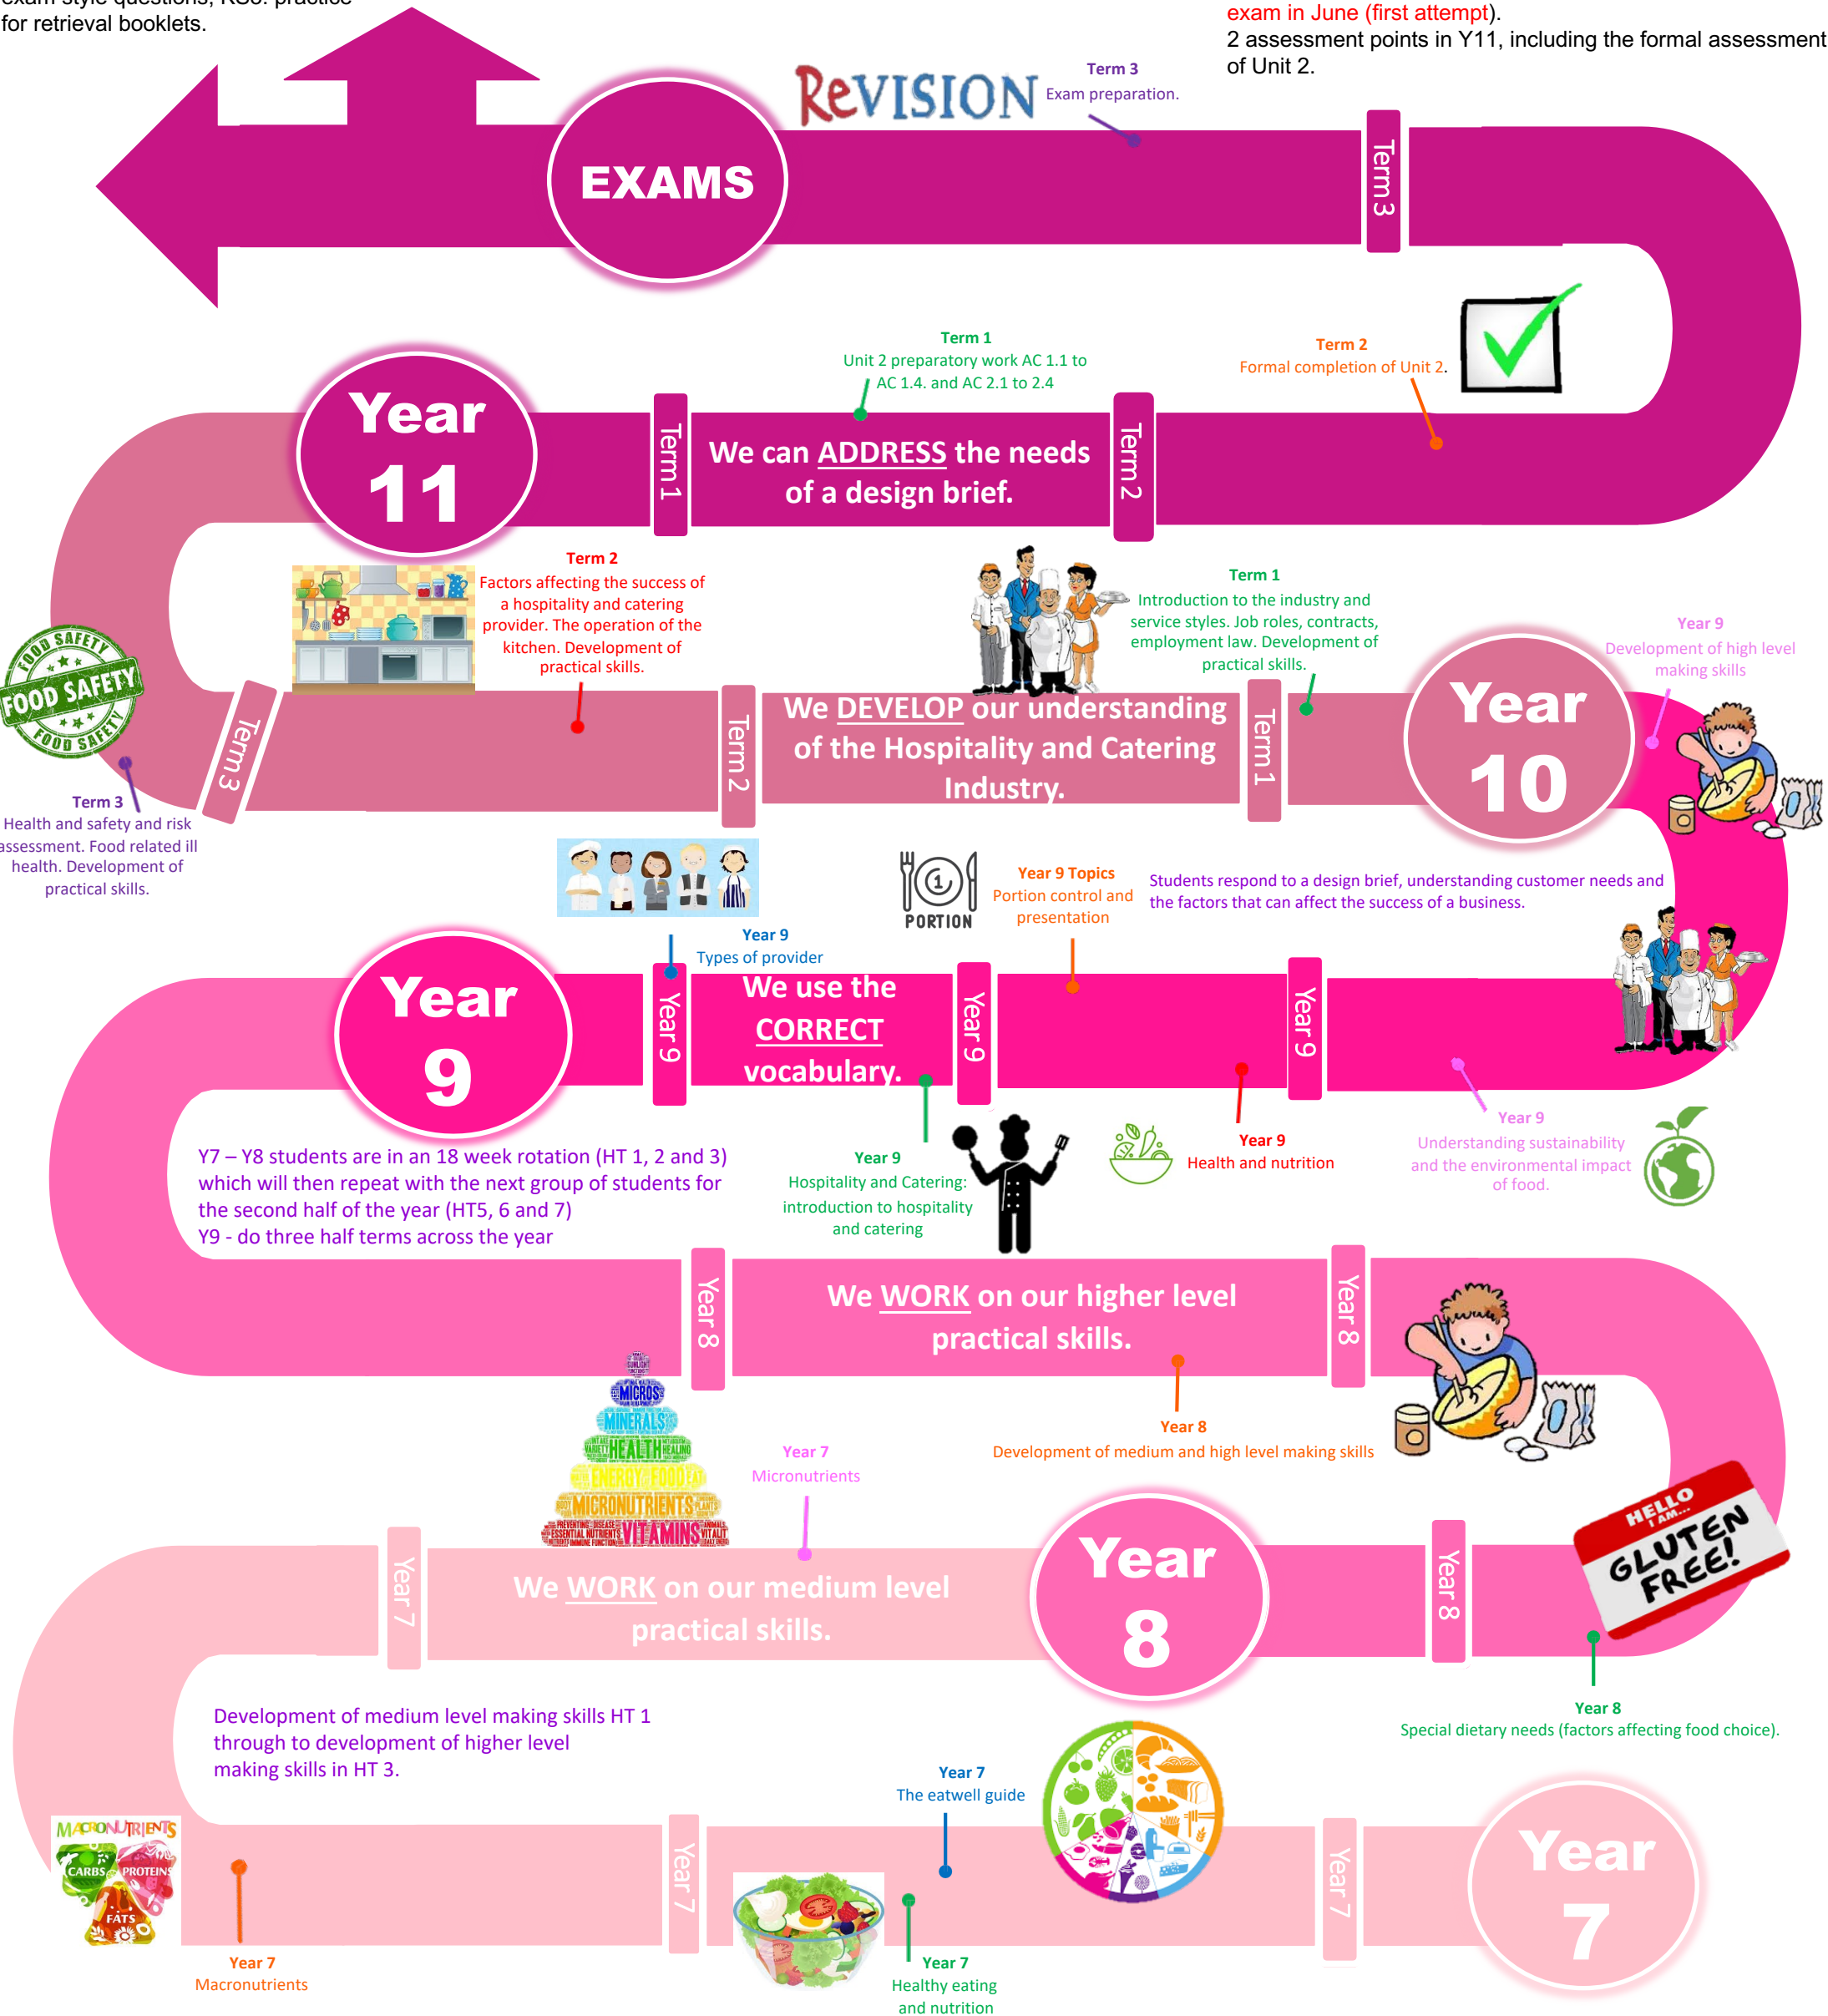 exam style questions, KS3: practice
for retrieval booklets.
exam in June (first attempt).
2 assessment points in Y11, including the formal assessment
of Unit 2.
ReVISION
Term 3
Exam preparation.
EXAMS
Term 3
Term 1
Unit 2 preparatory work AC 1.1 to
AC 1.4. and AC 2.1 to 2.4
Term 2
Formal completion of Unit 2.
Year
11
Term 1
We can ADDRESS the needs
of a design brief.
Term 2
Term 2
Factors affecting the success of
a hospitality and catering
provider. The operation of the
kitchen. Development of
practical skills.
Term 1
Introduction to the industry and
service styles. Job roles, contracts,
employment law. Development of
practical skills.
Year 9
Development of high level
making skills
FOOD SAFETY
FOOD SAFETY
FOOD SAFETY
Term 3
Term 2
We DEVELOP our understanding
of the Hospitality and Catering
Industry.
Term 1
Year
10
Term 3
Health and safety and risk
assessment. Food related ill
health. Development of
practical skills.
1
PORTION
Year 9 Topics
Portion control and
presentation
Students respond to a design brief, understanding customer needs and
the factors that can affect the success of a business.
Year 9
Types of provider
Year
9
Year 9
We use the
CORRECT
vocabulary.
Year 9
Year 9
Y7 – Y8 students are in an 18 week rotation (HT 1, 2 and 3)
which will then repeat with the next group of students for
the second half of the year (HT5, 6 and 7)
Y9 - do three half terms across the year
Year 9
Hospitality and Catering:
introduction to hospitality
and catering
Year 9
Health and nutrition
Year 9
Understanding sustainability
and the environmental impact
of food.
Year 8
We WORK on our higher level
practical skills.
Year 8
SUNLIGHT
MICROS
MINERALS
VARIETY HEALTH HEALING
ENERGY FOOD
BODY MICRONUTRIENTS PLANTS
PREVENTING DISEASE ESSENTIAL NUTRIENTS IMMUNE FUNCTION VITAMINS ANIMALS
Year 7
Micronutrients
Year 8
Development of medium and high level making skills
Year 7
We WORK on our medium level
practical skills.
Year
8
Year 8
HELLO
I AM...
GLUTEN
FREE!
Year 8
Special dietary needs (factors affecting food choice).
Development of medium level making skills HT 1
through to development of higher level
making skills in HT 3.
Year 7
The eatwell guide
MACRONUTRIENTS
CARBS
PROTEINS
FATS
Year 7
Year 7
Year
7
Year 7
Macronutrients
Year 7
Healthy eating
and nutrition